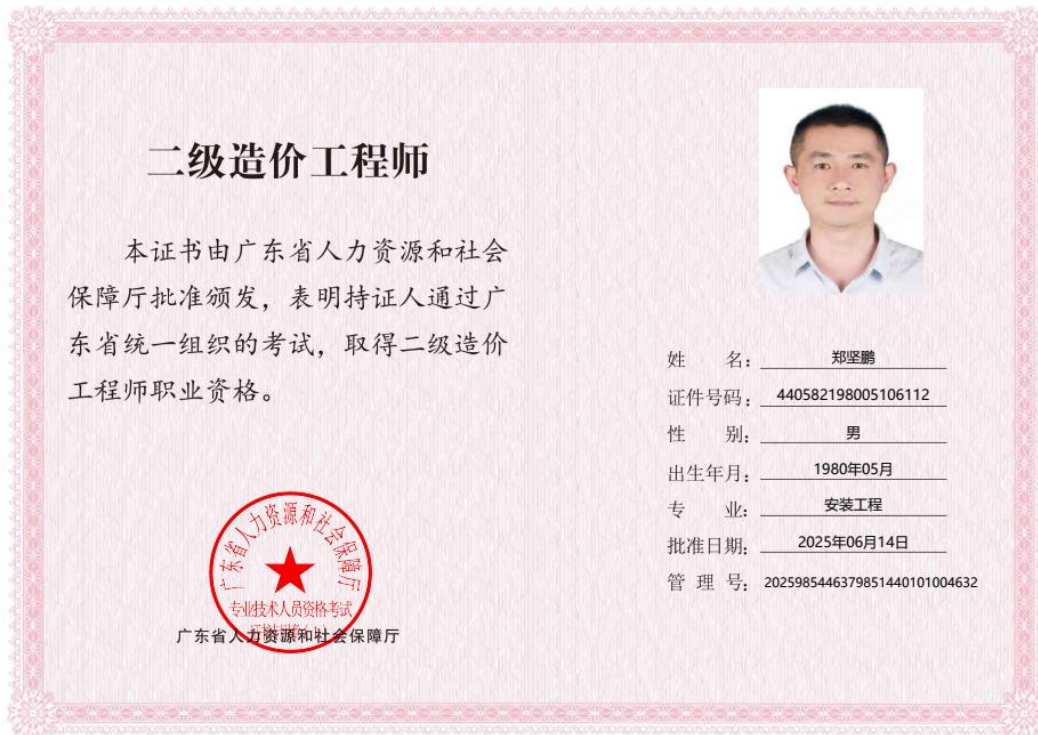 二级造价工程师
本证书由广东省人力资源和社会
保障厅批准颁发，表明持证人通过广
东省统一组织的考试，取得二级造价
工程师职业资格。
广东省人力资源和社会保障厅
专业技术人员资格考试
广东省人力资源和社会保障厅
姓 名：郑坚鹏
证件号码：440582198005106112
性 别：男
出生年月：1980年05月
专 业：安装工程
批准日期：2025年06月14日
管 理 号：2025985446379851440101004632